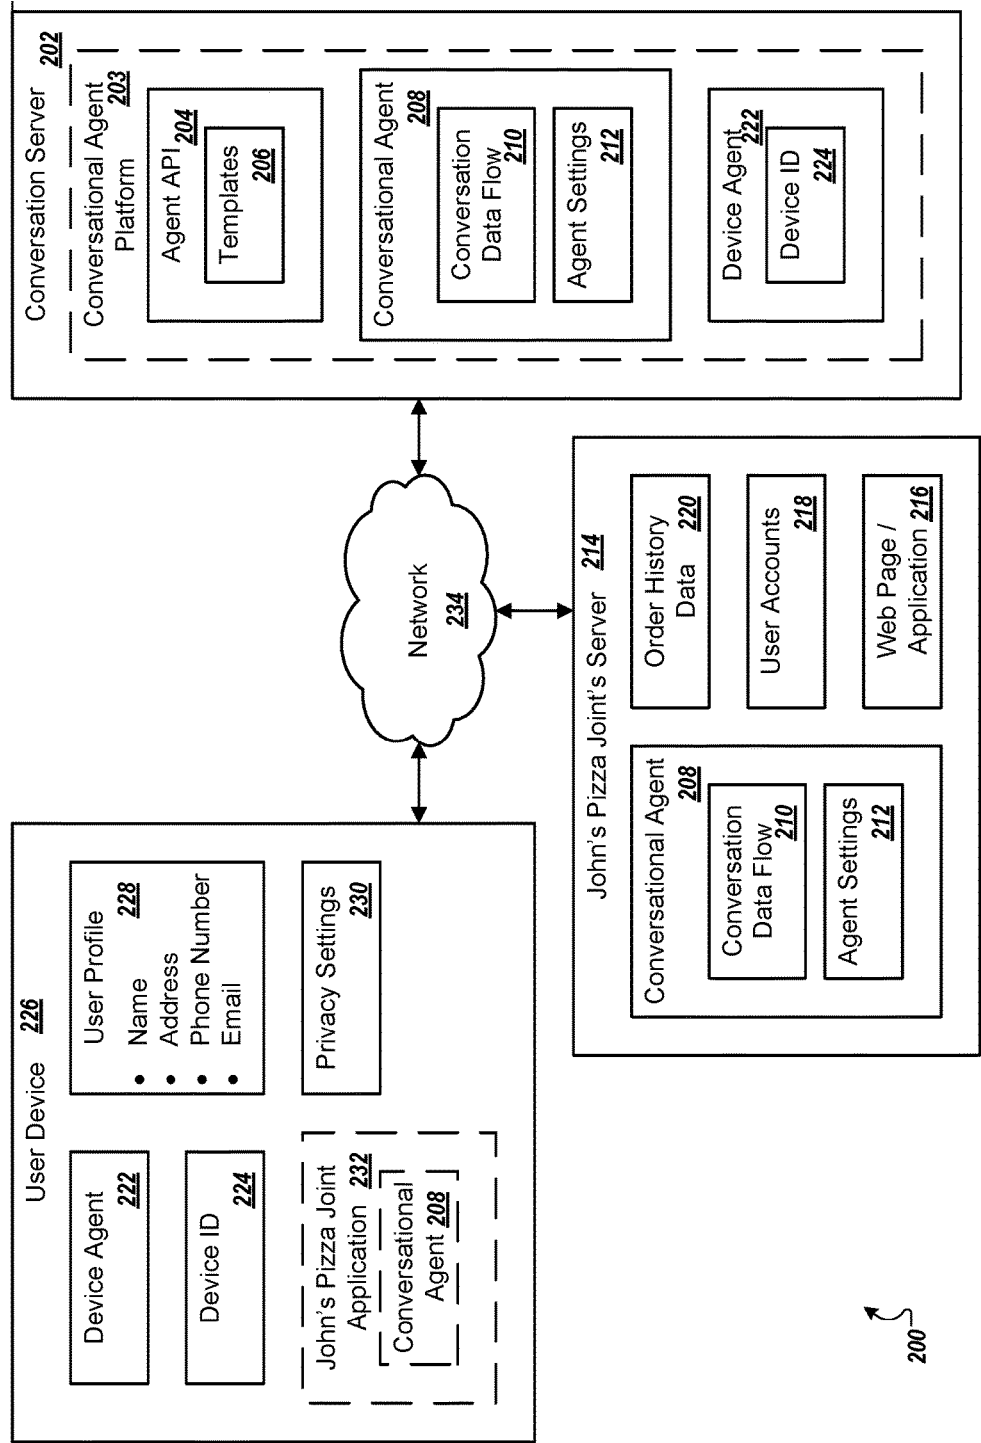 User Device 226
Device Agent
222
Device ID
224
John's Pizza Joint
Application 232
Conversational
Agent 208
User Profile
228
• Name
• Address
• Phone Number
• Email
Privacy Settings
230
Network
234
Conversation Server
202
Conversational Agent
Platform 203
Agent API
204
Templates
206
Conversational Agent
208
Conversation
Data Flow
210
Agent Settings
212
Device Agent
222
Device ID
224
John's Pizza Joint's Server 214
Conversational Agent
208
Conversation
Data Flow
210
Agent Settings
212
Order History
Data 220
User Accounts
218
Web Page /
Application 216
200